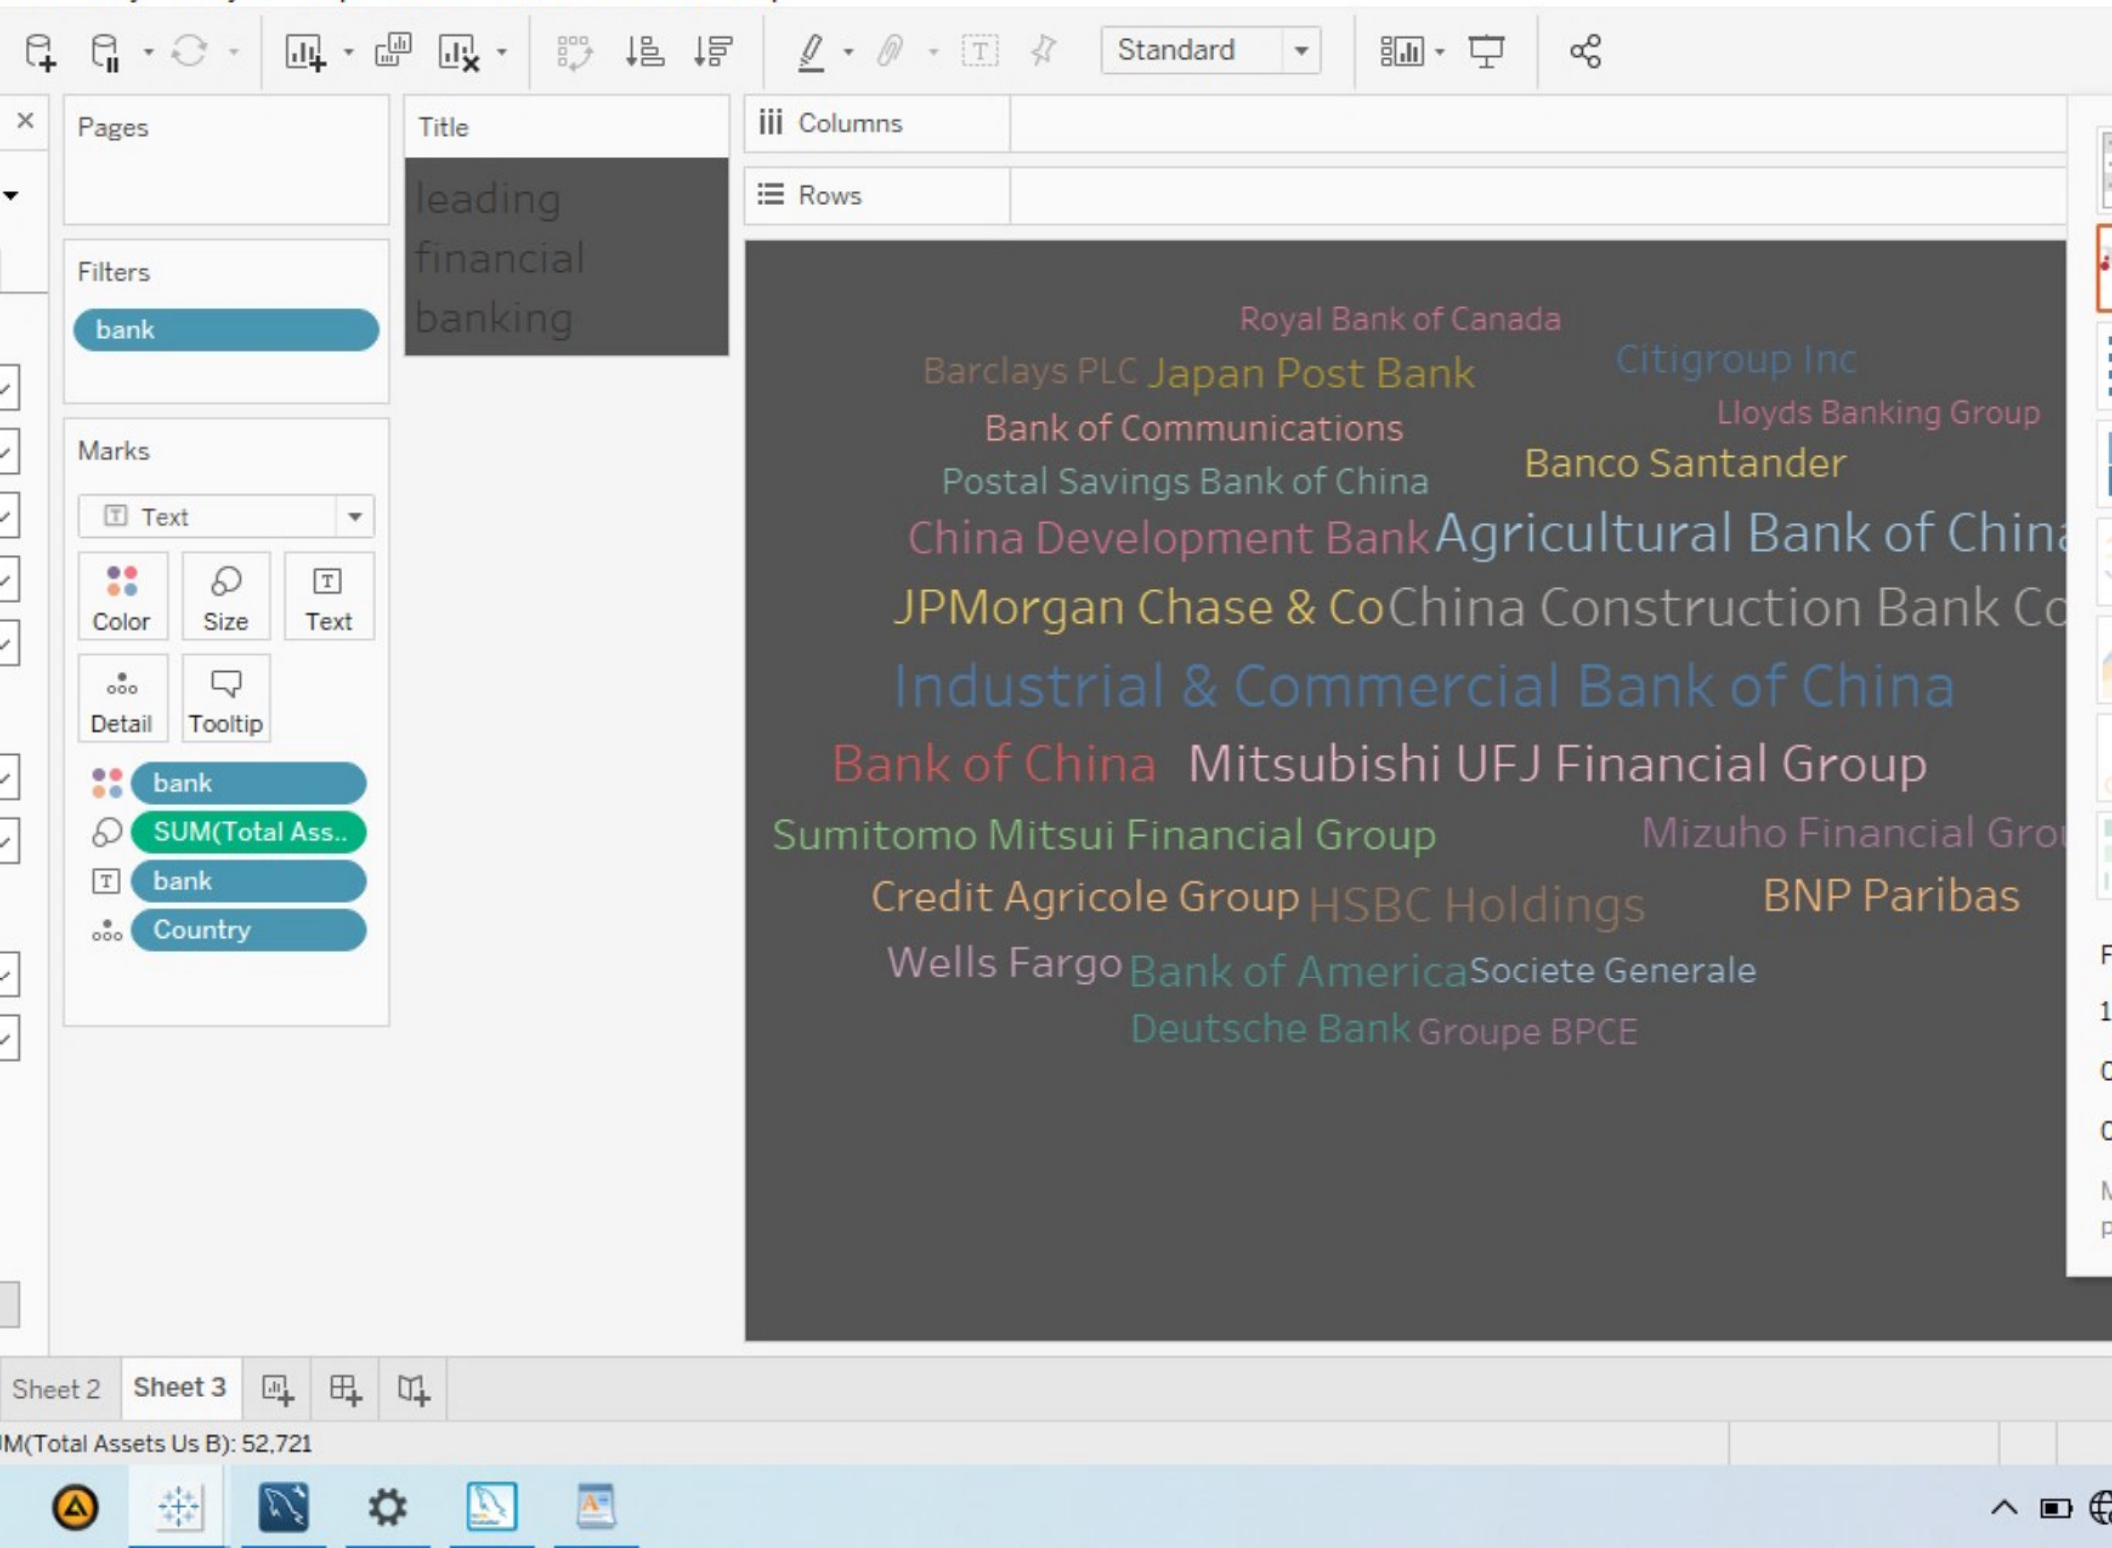 Standard
Pages
Title
Columns
leading
financial
banking
Rows
Filters
bank
Marks
Text
Color
Size
Text
Detail
Tooltip
bank
SUM(Total Ass..
bank
Country
Royal Bank of Canada
Barclays PLC Japan Post Bank Citigroup Inc
Bank of Communications Lloyds Banking Group
Postal Savings Bank of China Banco Santander
China Development Bank Agricultural Bank of China
JPMorgan Chase & Co China Construction Bank Co
Industrial & Commercial Bank of China
Bank of China Mitsubishi UFJ Financial Group
Sumitomo Mitsui Financial Group Mizuho Financial Grou
Credit Agricole Group HSBC Holdings BNP Paribas
Wells Fargo Bank of America Societe Generale
Deutsche Bank Groupe BPCE
Sheet 2 Sheet 3
UM(Total Assets Us B): 52,721